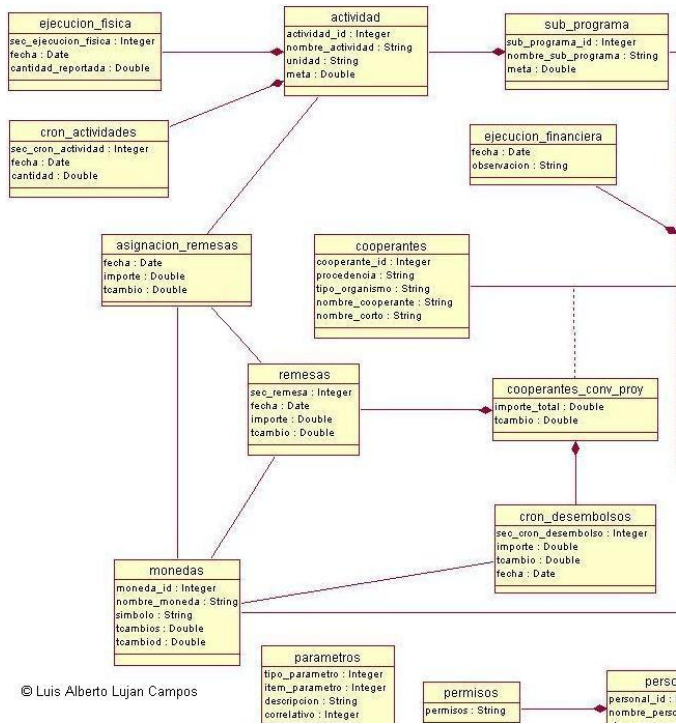 ejecucion_fisica
sec_ejecucion_fisica : Integer
fecha : Date
cantidad_reportada : Double
actividad
actividad_id : Integer
nombre_actividad : String
unidad : String
meta : Double
sub_programa
sub_programa_id : Integer
nombre_sub_programa : String
meta : Double
cron_actividades
sec_cron_actividad : Integer
fecha : Date
cantidad : Double
ejecucion_financiera
fecha : Date
observacion : String
asignacion_remesas
fecha : Date
importe : Double
tcambio : Double
cooperantes
cooperante_id : Integer
procedencia : String
tipo_organismo : String
nombre_cooperante : String
nombre_corto : String
remesas
sec_remesa : Integer
fecha : Date
importe : Double
tcambio : Double
cooperantes_conv_proy
importe_total : Double
tcambio : Double
cron_desembolsos
sec_cron_desembolso : Integer
importe : Double
tcambio : Double
fecha : Date
monedas
moneda_id : Integer
nombre_moneda : String
simbolo : String
tcambios : Double
tcambiod : Double
parametros
tipo_parametro : Integer
item_parametro : Integer
descripcion : String
correlativo : Integer
permisos
permisos : String
perso
personal_id :
nombre_perso
© Luis Alberto Lujan Campos